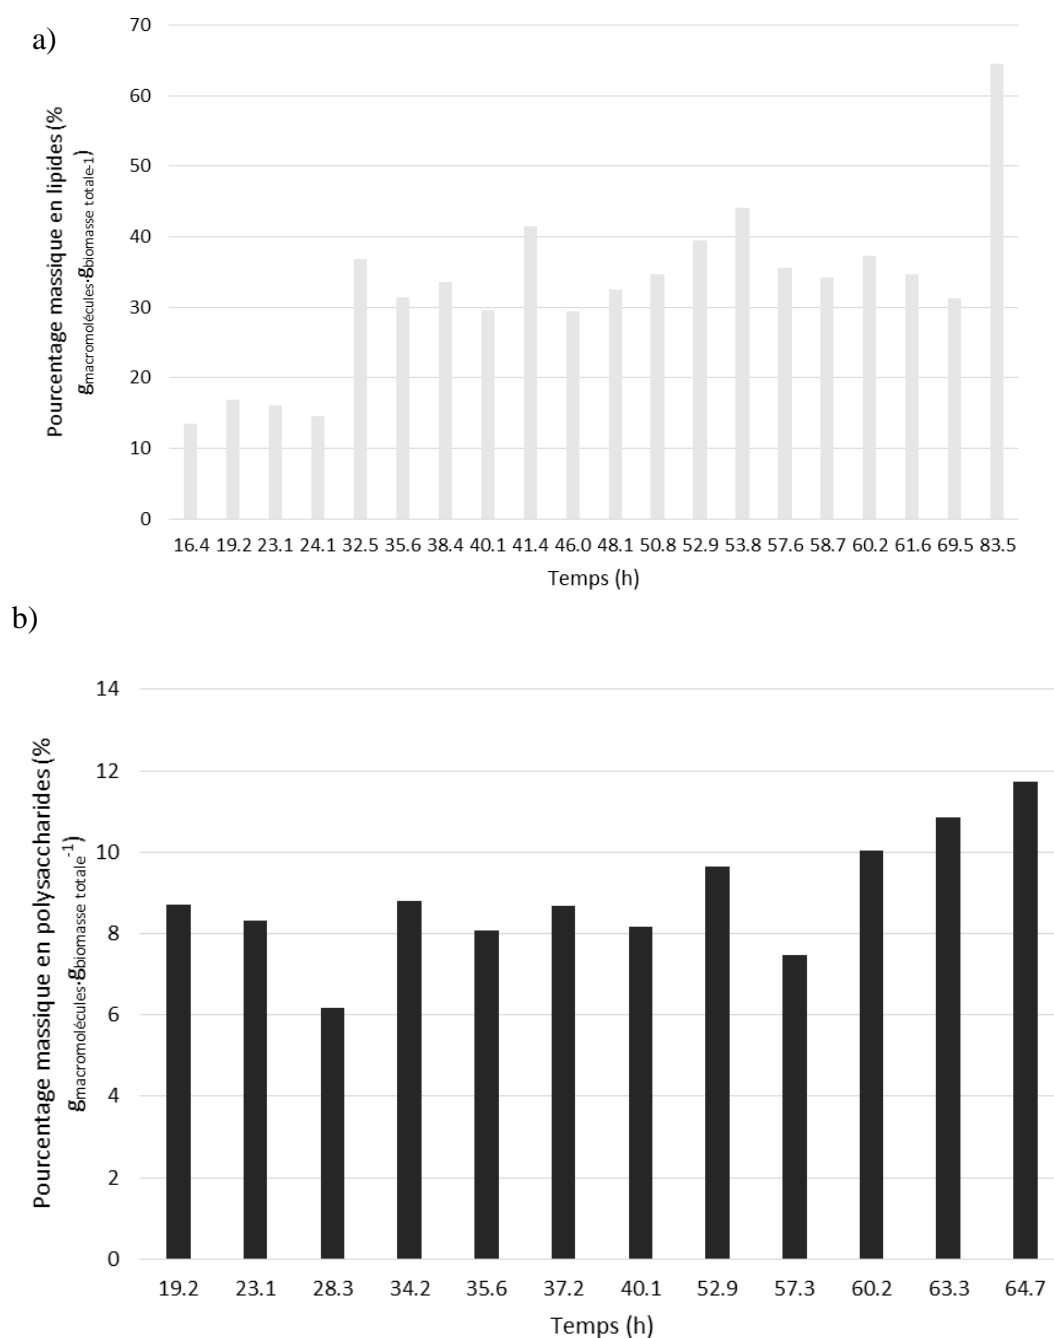 a)
Pourcentage massique en lipides (%
gmacromolécules·gbiomasse totale-1)
70
60
50
40
30
20
10
0
16.4 19.2 23.1 24.1 32.5 35.6 38.4 40.1 41.4 46.0 48.1 50.8 52.9 53.8 57.6 58.7 60.2 61.6 69.5 83.5
Temps (h)
b)
Pourcentage massique en polysaccharides (%
gmacromolécules·gbiomasse totale-1)
14
12
10
8
6
4
2
0
19.2 23.1 28.3 34.2 35.6 37.2 40.1 52.9 57.3 60.2 63.3 64.7
Temps (h)